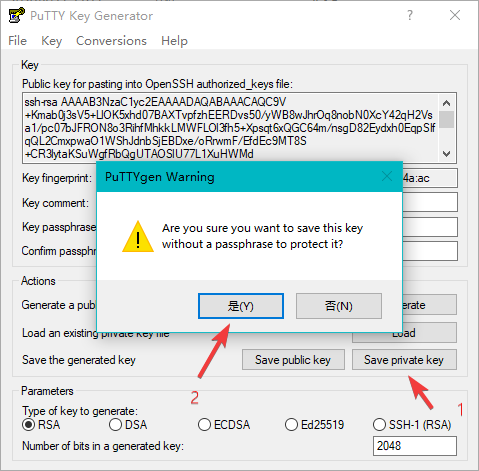 PuTTY Key Generator
File Key Conversions Help
Key
Public key for pasting into OpenSSH authorized_keys file:
ssh-rsa AAAAB3NzaC1yc2EAAAADAQABAAACAQC9V
+Kmab0j3sV5+LlOK5xhd07BAXTvpfzhEERDvs50/yWB8wJhrOq8nobN0XcY42qH2Vs
a1/pc07bJFRON8o3RihfMhkkLMWFLOl3fh5+Xpsqt6xQGC64m/nsgD82Eydxh0EqpSlf
qQL2CmxpwaO1WShJdnbSjEBDxe/oRrwmF/EfdEc9MT8S
+CR3lytaKSuWgfRbQgUTAOSlU77L1XuHWMd
Key fingerprint:
4a:ac
Key comment:
Key passphrase
Confirm passphr
PuTTYgen Warning
Are you sure you want to save this key
without a passphrase to protect it?
是(Y) 否(N)
Actions
Generate a publ
erate
Load an existing private key file Load
Save the generated key Save public key Save private key
2
1
Parameters
Type of key to generate:
RSA DSA ECDSA Ed25519 SSH-1 (RSA)
Number of bits in a generated key: 2048